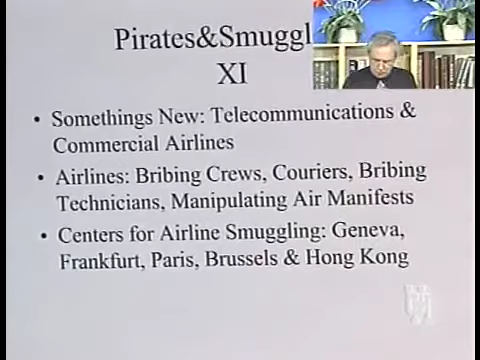 Pirates&Smuggl
XI
• Somethings New: Telecommunications &
Commercial Airlines
• Airlines: Bribing Crews, Couriers, Bribing
Technicians, Manipulating Air Manifests
• Centers for Airline Smuggling: Geneva,
Frankfurt, Paris, Brussels & Hong Kong